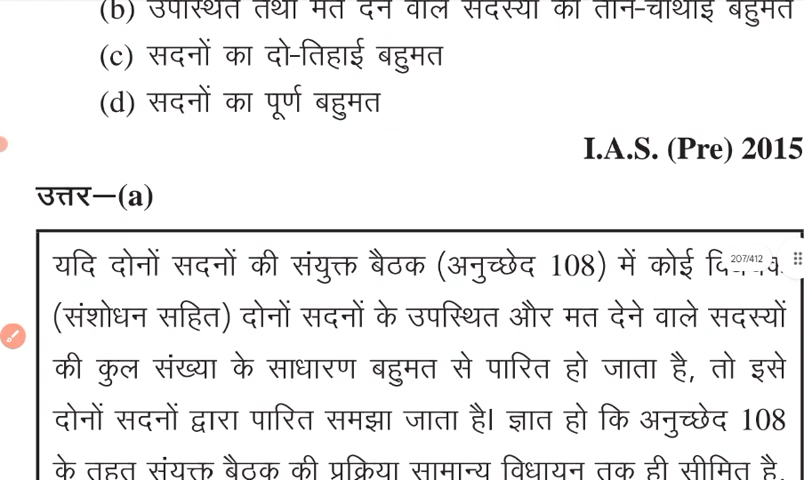 (b) उपस्थित तथा मत देने वाले सदस्यों का तीन-चौथाई बहुमत
(c) सदनों का दो-तिहाई बहुमत
(d) सदनों का पूर्ण बहुमत
I.A.S. (Pre) 2015
उत्तर—(a)
यदि दोनों सदनों की संयुक्त बैठक (अनुच्छेद 108) में कोई
207/412
(संशोधन सहित) दोनों सदनों के उपस्थित और मत देने वाले सदस्यों
की कुल संख्या के साधारण बहुमत से पारित हो जाता है, तो इसे
दोनों सदनों द्वारा पारित समझा जाता है। ज्ञात हो कि अनुच्छेद 108
के तहत संयुक्त बैठक की प्रक्रिया सामान्य विधायन तक ही सीमित है,